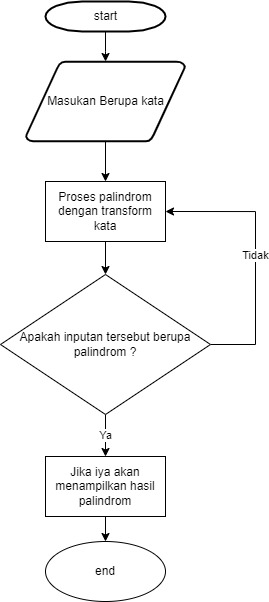 start
Masukan Berupa kata
Proses palindrom
dengan transform
kata
Tidak
Apakah inputan tersebut berupa
palindrom ?
Ya
Jika iya akan
menampilkan hasil
palindrom
end